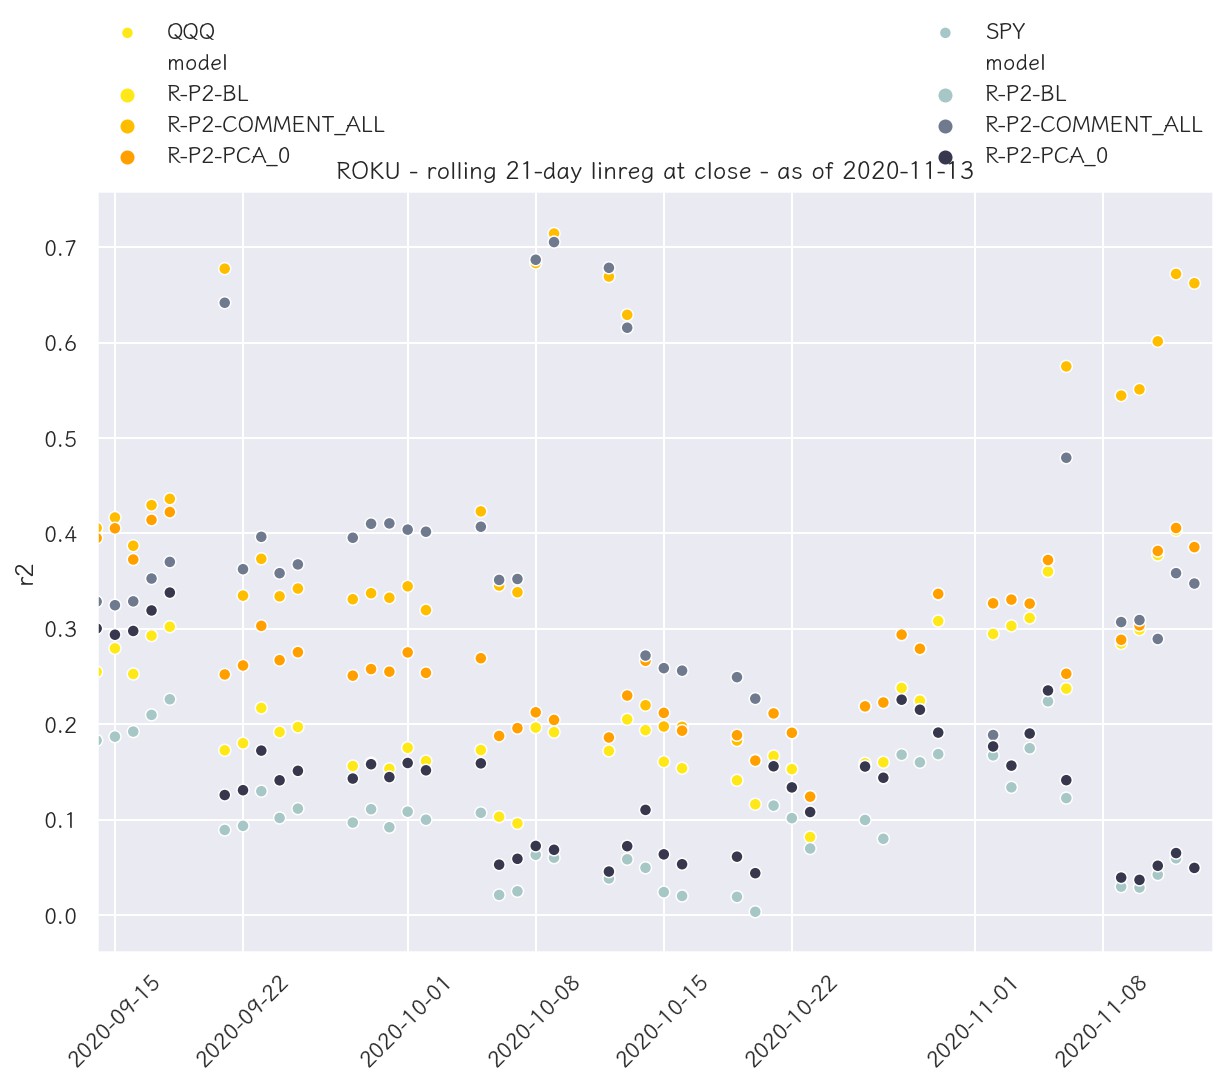 QQQ
model
R-P2-BL
R-P2-COMMENT_ALL
R-P2-PCA_0
SPY
model
R-P2-BL
R-P2-COMMENT_ALL
R-P2-PCA_0
ROKU - rolling 21-day linreg at close - as of 2020-11-13
r2
0.7
0.6
0.5
0.4
0.3
0.2
0.1
0.0
2020-09-15
2020-09-22
2020-10-01
2020-10-08
2020-10-15
2020-10-22
2020-11-01
2020-11-08